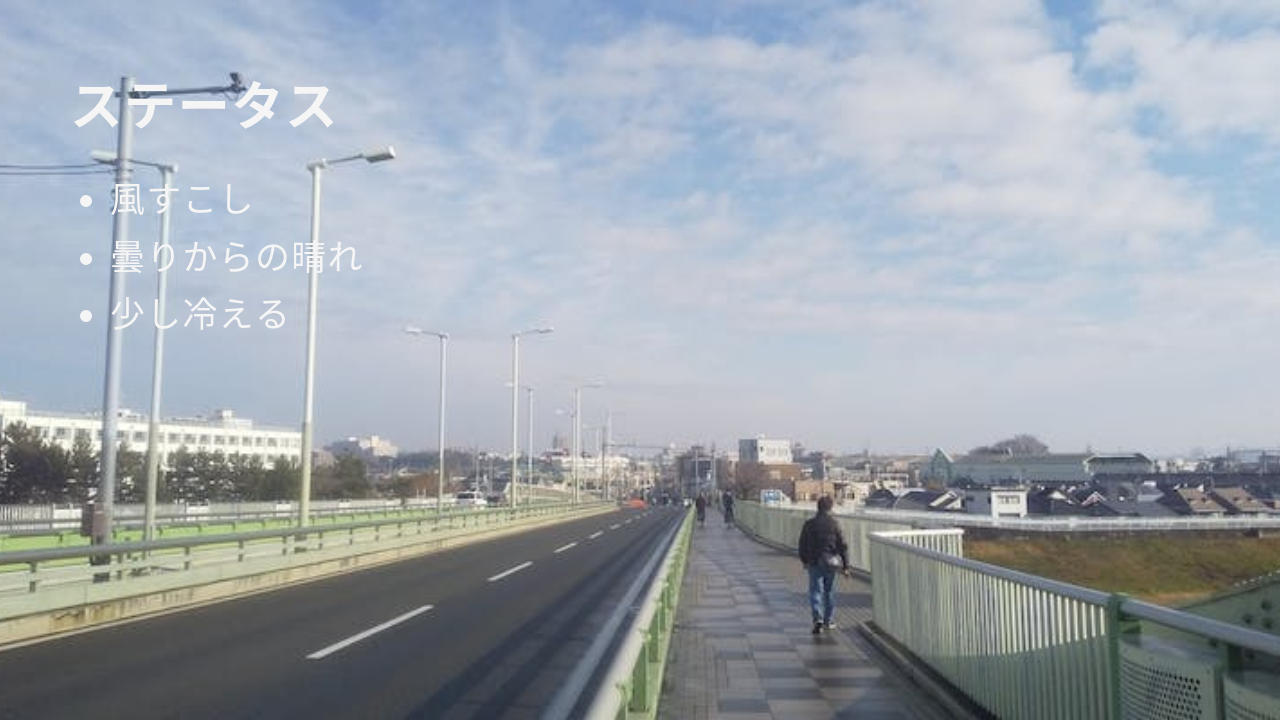 ステータス
風すこし
曇りからの晴れ
少し冷える